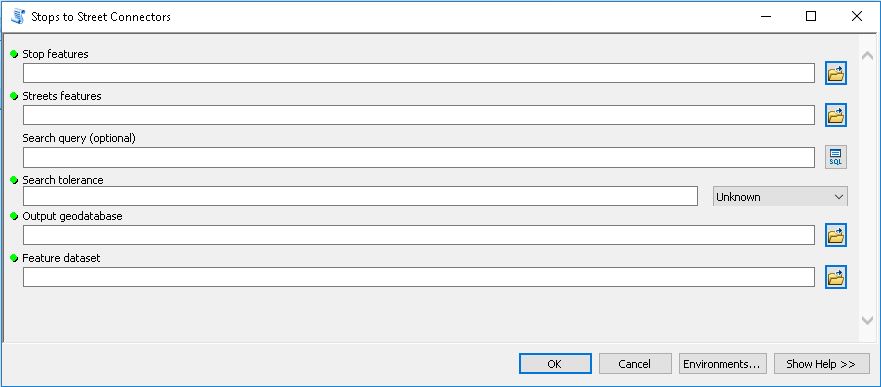 Stops to Street Connectors
Stop features
Streets features
Search query (optional)
SQL
Search tolerance
Unknown
Output geodatabase
Feature dataset
OK Cancel Environments... Show Help >>